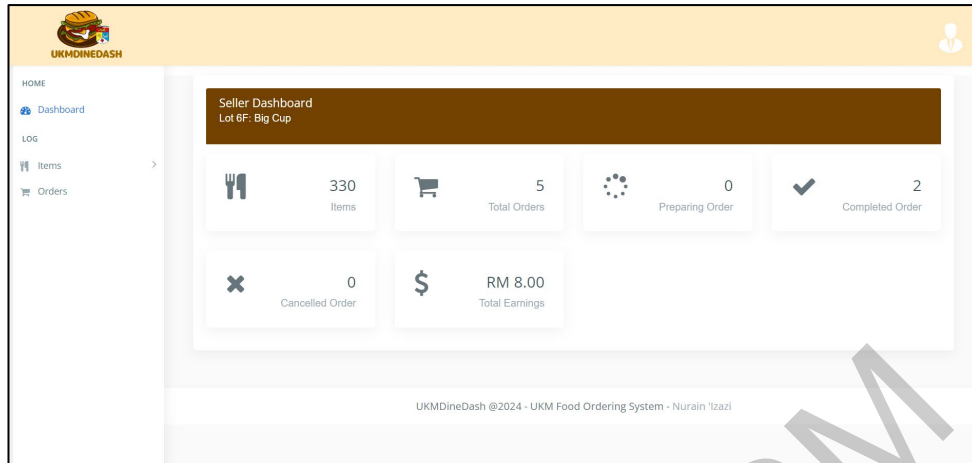 UKMDINEDASH
HOME
Dashboard
LOG
Items
Orders
Seller Dashboard
Lot 6F: Big Cup
330
Items
5
Total Orders
0
Preparing Order
2
Completed Order
0
Cancelled Order
RM 8.00
Total Earnings
UKMDineDash @2024 - UKM Food Ordering System - Nurain 'Izazi